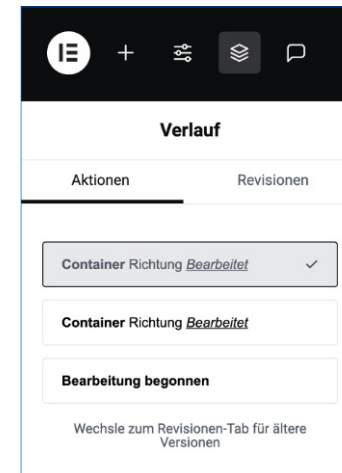 Verlauf
Aktionen Revisionen
Container Richtung Bearbeitet
Container Richtung Bearbeitet
Bearbeitung begonnen
Wechsle zum Revisionen-Tab für ältere
Versionen